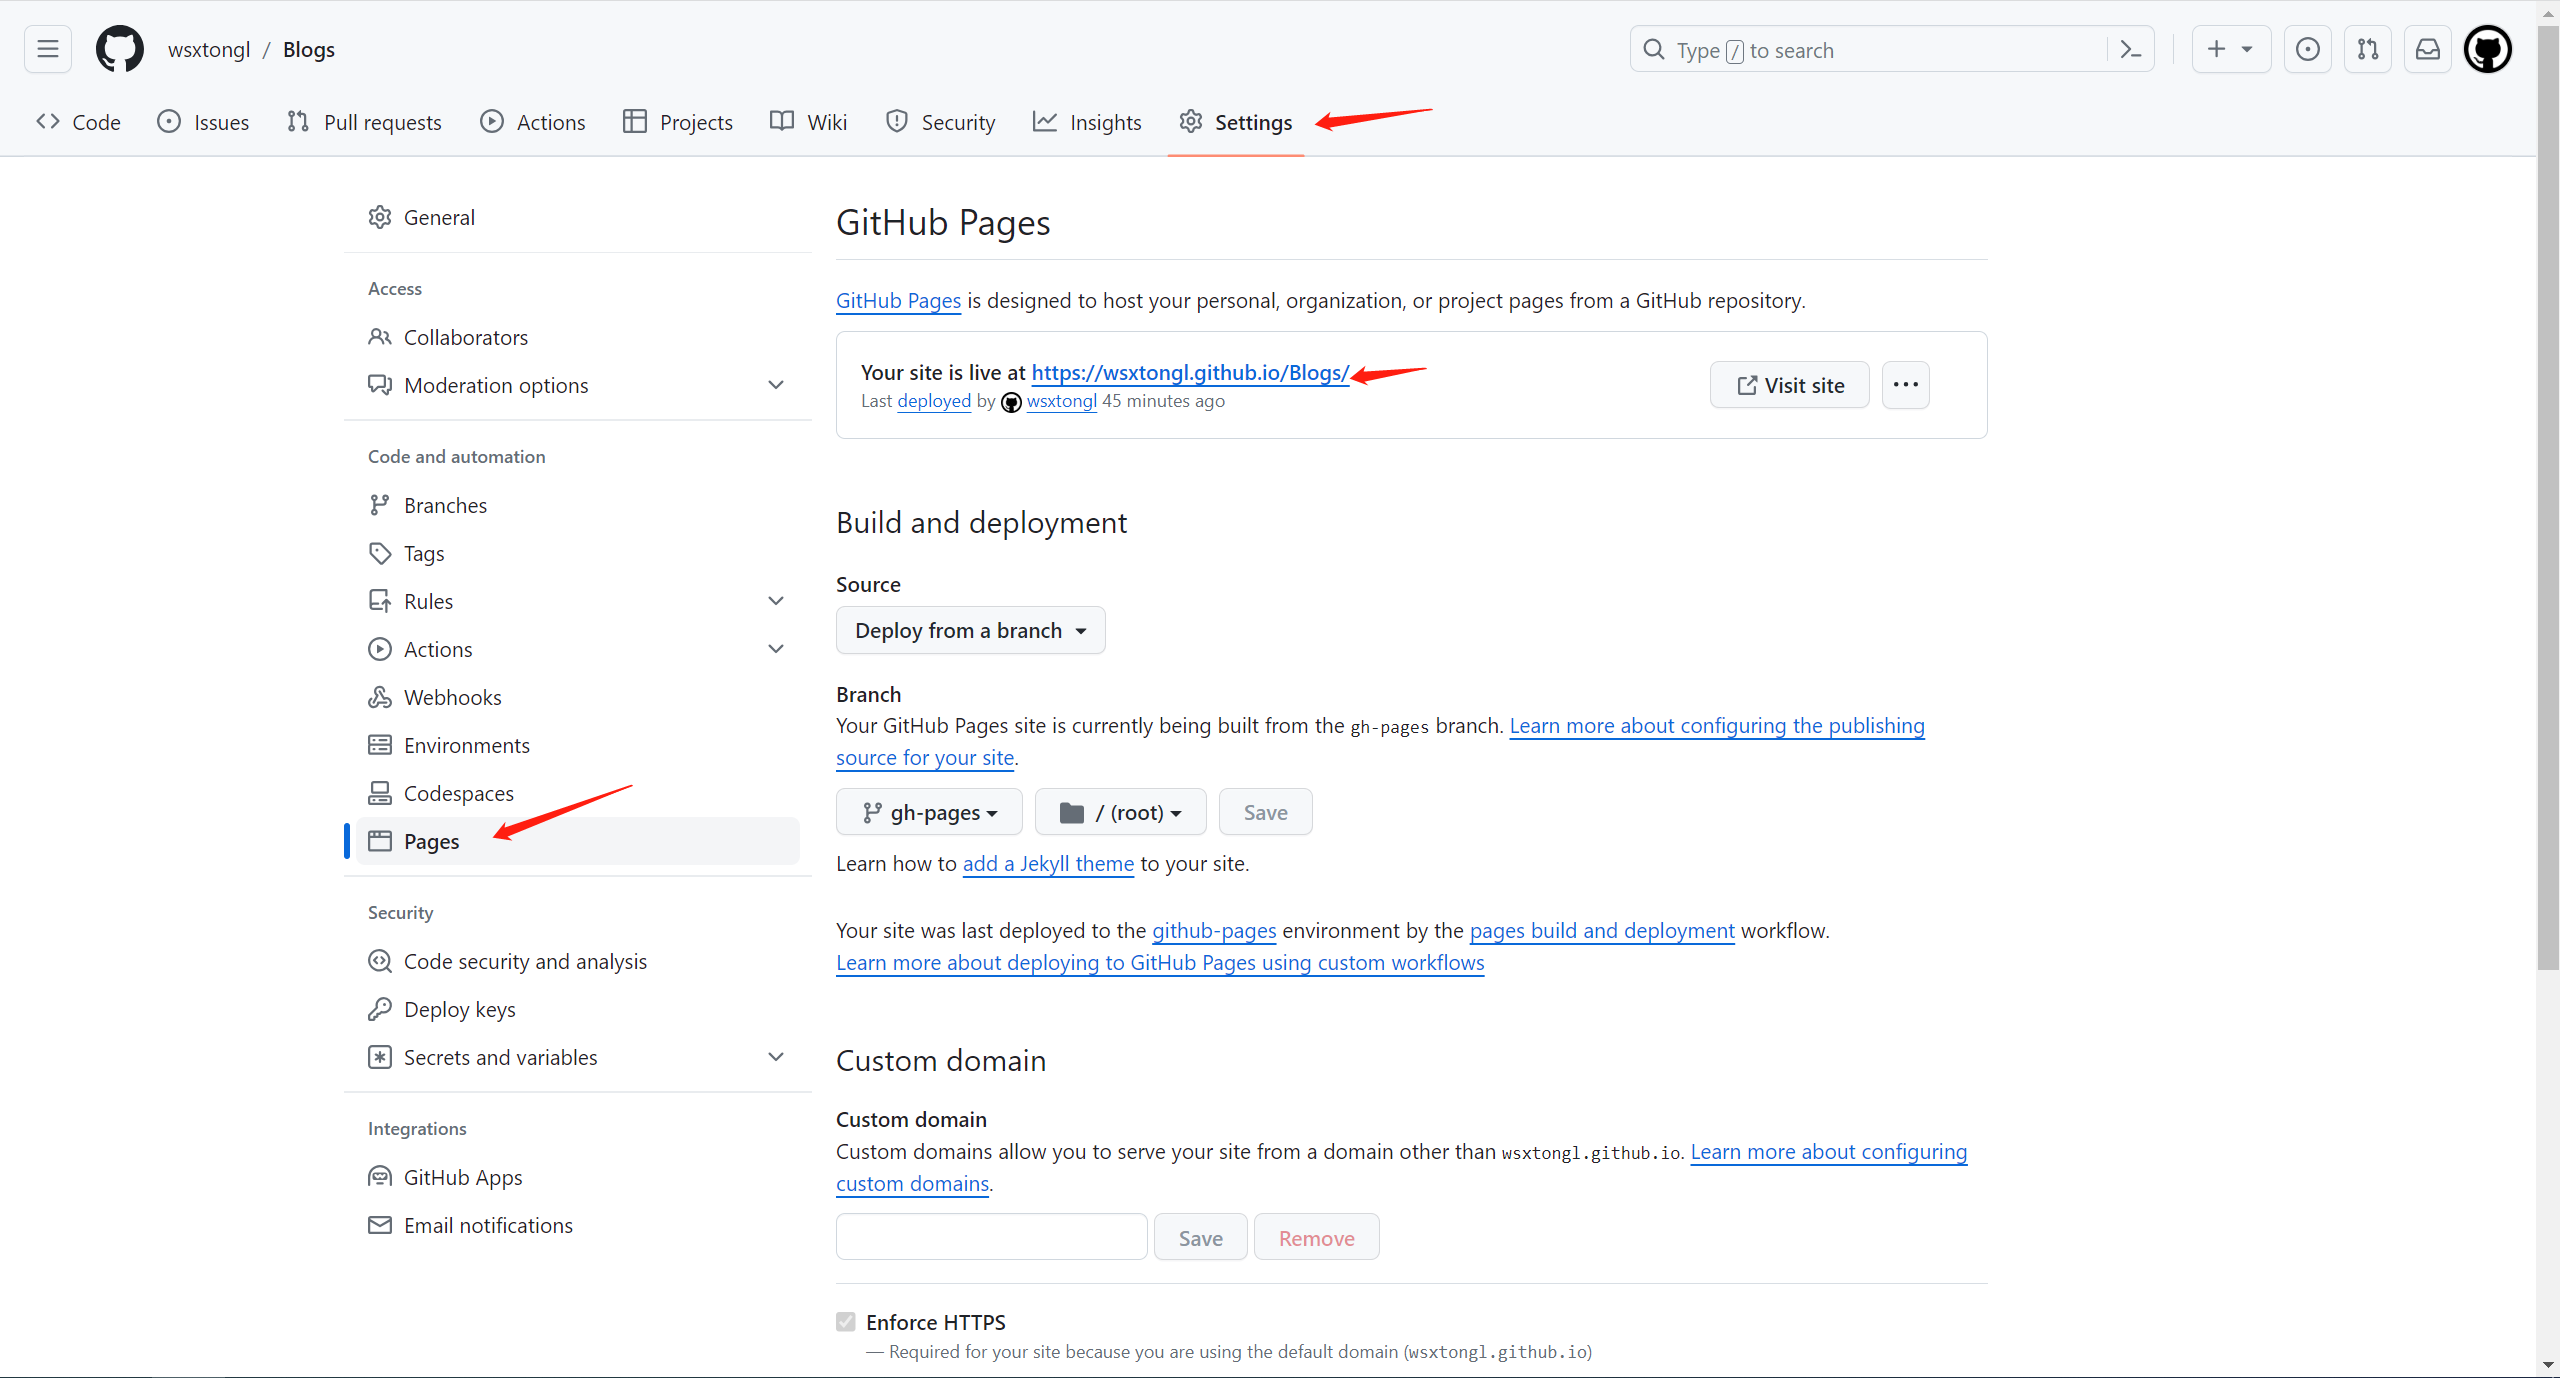 wsxtongl / Blogs
Type / to search
Code Issues Pull requests Actions Projects Wiki Security Insights Settings
General
Access
Collaborators
Moderation options
Code and automation
Branches
Tags
Rules
Actions
Webhooks
Environments
Codespaces
Pages
Security
Code security and analysis
Deploy keys
Secrets and variables
Integrations
GitHub Apps
Email notifications
GitHub Pages
GitHub Pages is designed to host your personal, organization, or project pages from a GitHub repository.
Your site is live at https://wsxtongl.github.io/Blogs/
Last deployed by wsxtongl 45 minutes ago
Visit site
Build and deployment
Source
Deploy from a branch
Branch
Your GitHub Pages site is currently being built from the gh-pages branch. Learn more about configuring the publishing
source for your site.
gh-pages / (root) Save
Learn how to add a Jekyll theme to your site.
Your site was last deployed to the github-pages environment by the pages build and deployment workflow.
Learn more about deploying to GitHub Pages using custom workflows
Custom domain
Custom domain
Custom domains allow you to serve your site from a domain other than wsxtongl.github.io. Learn more about configuring
custom domains.
Save Remove
Enforce HTTPS
— Required for your site because you are using the default domain (wsxtongl.github.io)